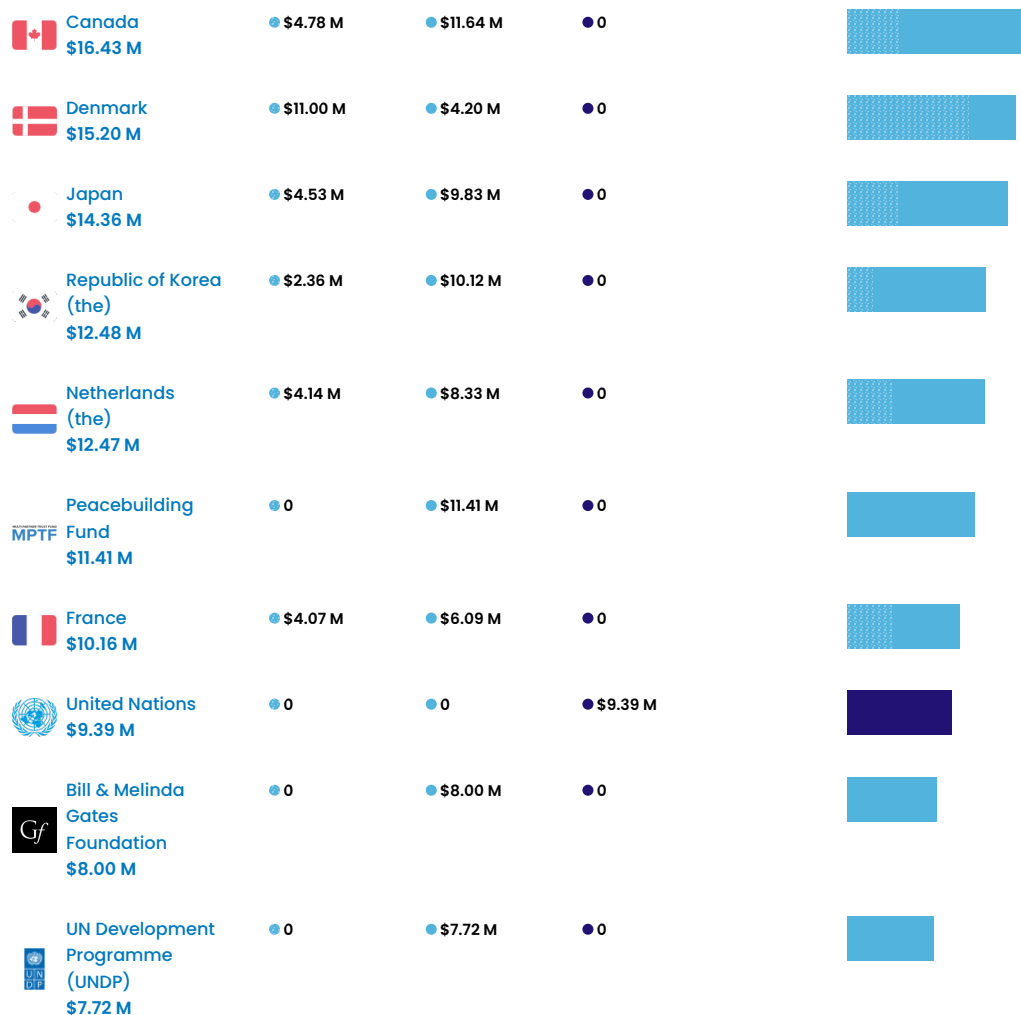 Canada
$16.43 M
$4.78 M
$11.64 M
0
Denmark
$15.20 M
$11.00 M
$4.20 M
0
Japan
$14.36 M
$4.53 M
$9.83 M
0
Republic of Korea
(the)
$12.48 M
$2.36 M
$10.12 M
0
Netherlands
(the)
$12.47 M
$4.14 M
$8.33 M
0
MPTF
Peacebuilding
Fund
$11.41 M
0
$11.41 M
0
France
$10.16 M
$4.07 M
$6.09 M
0
United Nations
$9.39 M
0
0
$9.39 M
Gf
Bill & Melinda
Gates
Foundation
$8.00 M
0
$8.00 M
0
U N
D P
UN Development
Programme
(UNDP)
$7.72 M
0
$7.72 M
0